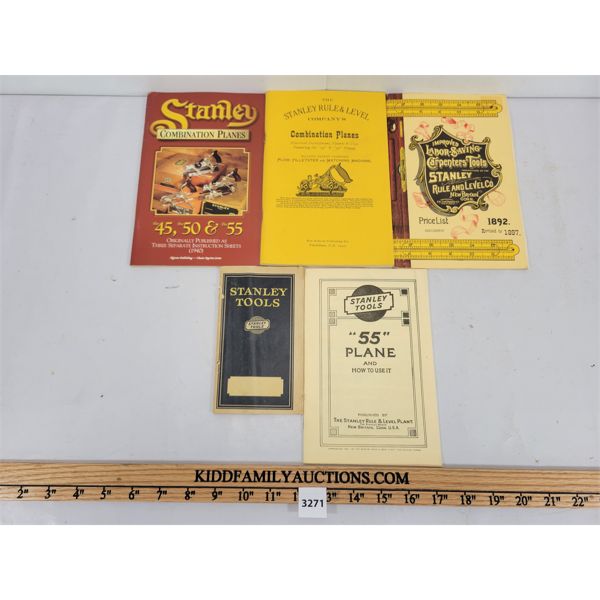 Stanley
COMBINATION PLANES
45, 50 & 55
ORIGINALLY PUBLISHED AS
THREE SEPARATE INSTRUCTION SHEETS
(1940)
THE
STANLEY RULE & LEVEL
COMPANY'S
Combination Planes
PLOW, FILLETSTER AND MATCHING MACHINE.
IMPROVED
LABOR-SAVING
Carpenters' Tools
STANLEY
RULE AND LEVEL CO.
NEW BRITAIN
CONN.
Price List
1892.
Revised to 1897.
STANLEY
TOOLS
STANLEY
TOOLS
STANLEY
TOOLS
"55"
PLANE
AND
HOW TO USE IT
PUBLISHED BY
THE STANLEY RULE & LEVEL PLANT.
NEW BRITAIN, CONN. U.S.A.
KIDDFAMILYAUCTIONS.COM
2" 3" 4" 5" 6" 7" 8" 9" 10" 11" 3271 13" 14" 15" 16" 17" 18" 19" 20" 21" 22"